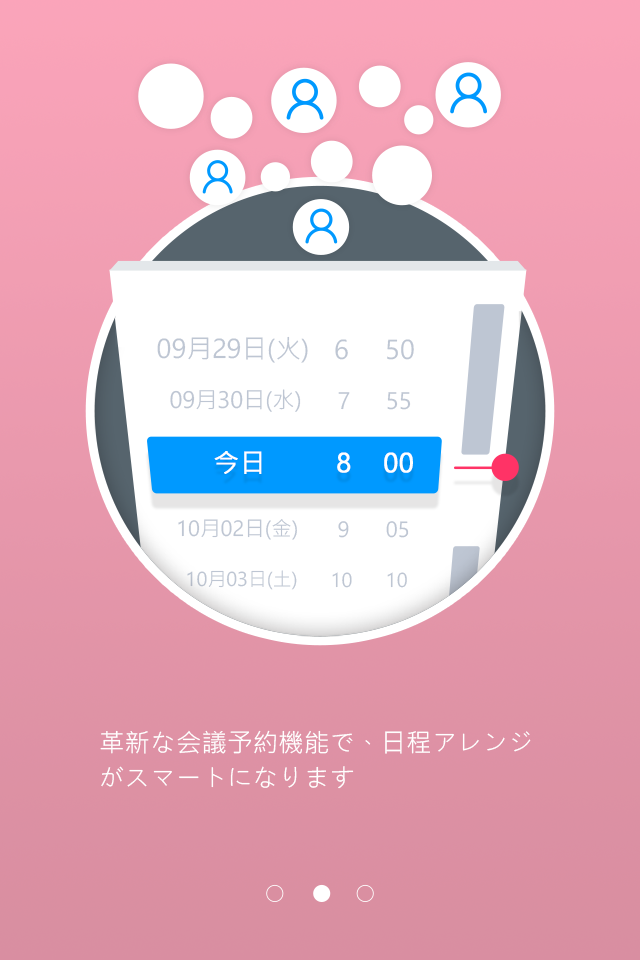 09月29日(火) 6 50
09月30日(水) 7 55
今日 8 00
10月02日(金) 9 05
10月03日(土) 10 10
革新な会議予約機能で、日程アレンジ
がスマートになります